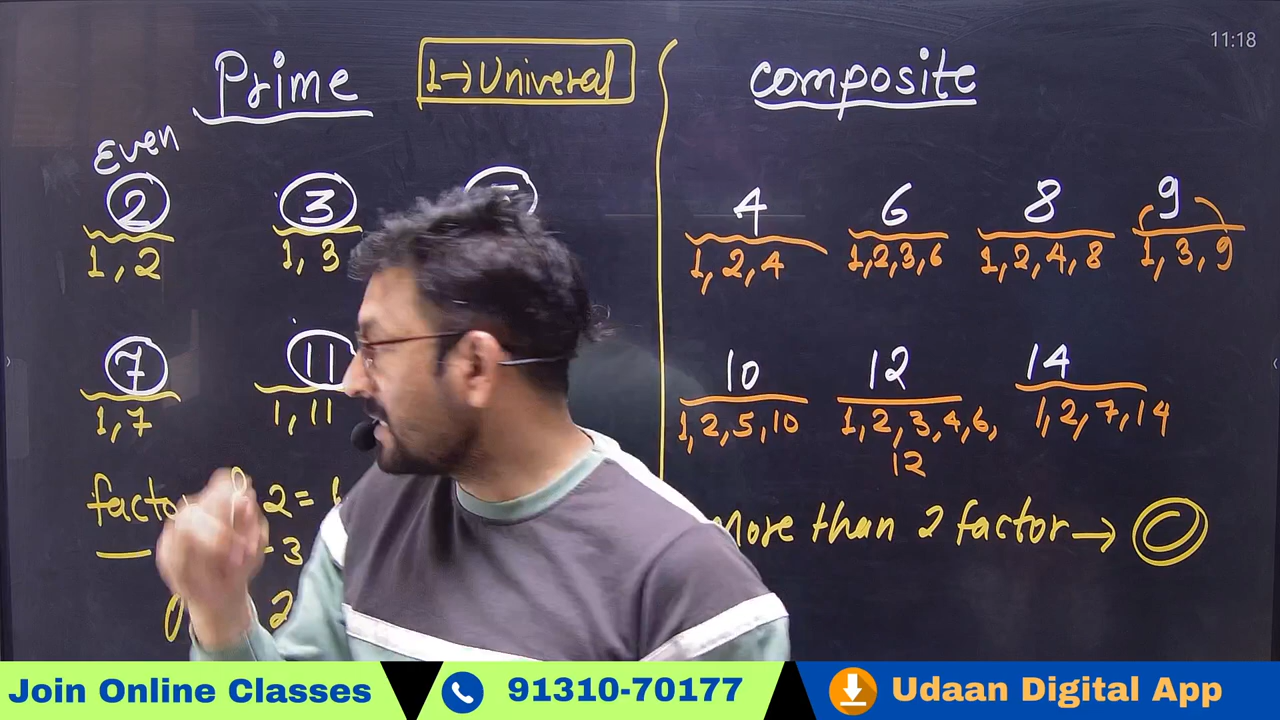 11:18
Prime
1→Univeral
composite
Even
2
3
1, 2
1, 3
7
11
1, 7
1, 11
2 =
3
2
4
6
8
9
1, 2, 4
1,2,3,6
1, 2, 4, 8
1, 3, 9
10
12
14
1, 2, 5, 10
1, 2, 3, 4, 6,
12
1, 2, 7, 14
More than 2 factor →
Join Online Classes
91310-70177
Udaan Digital App